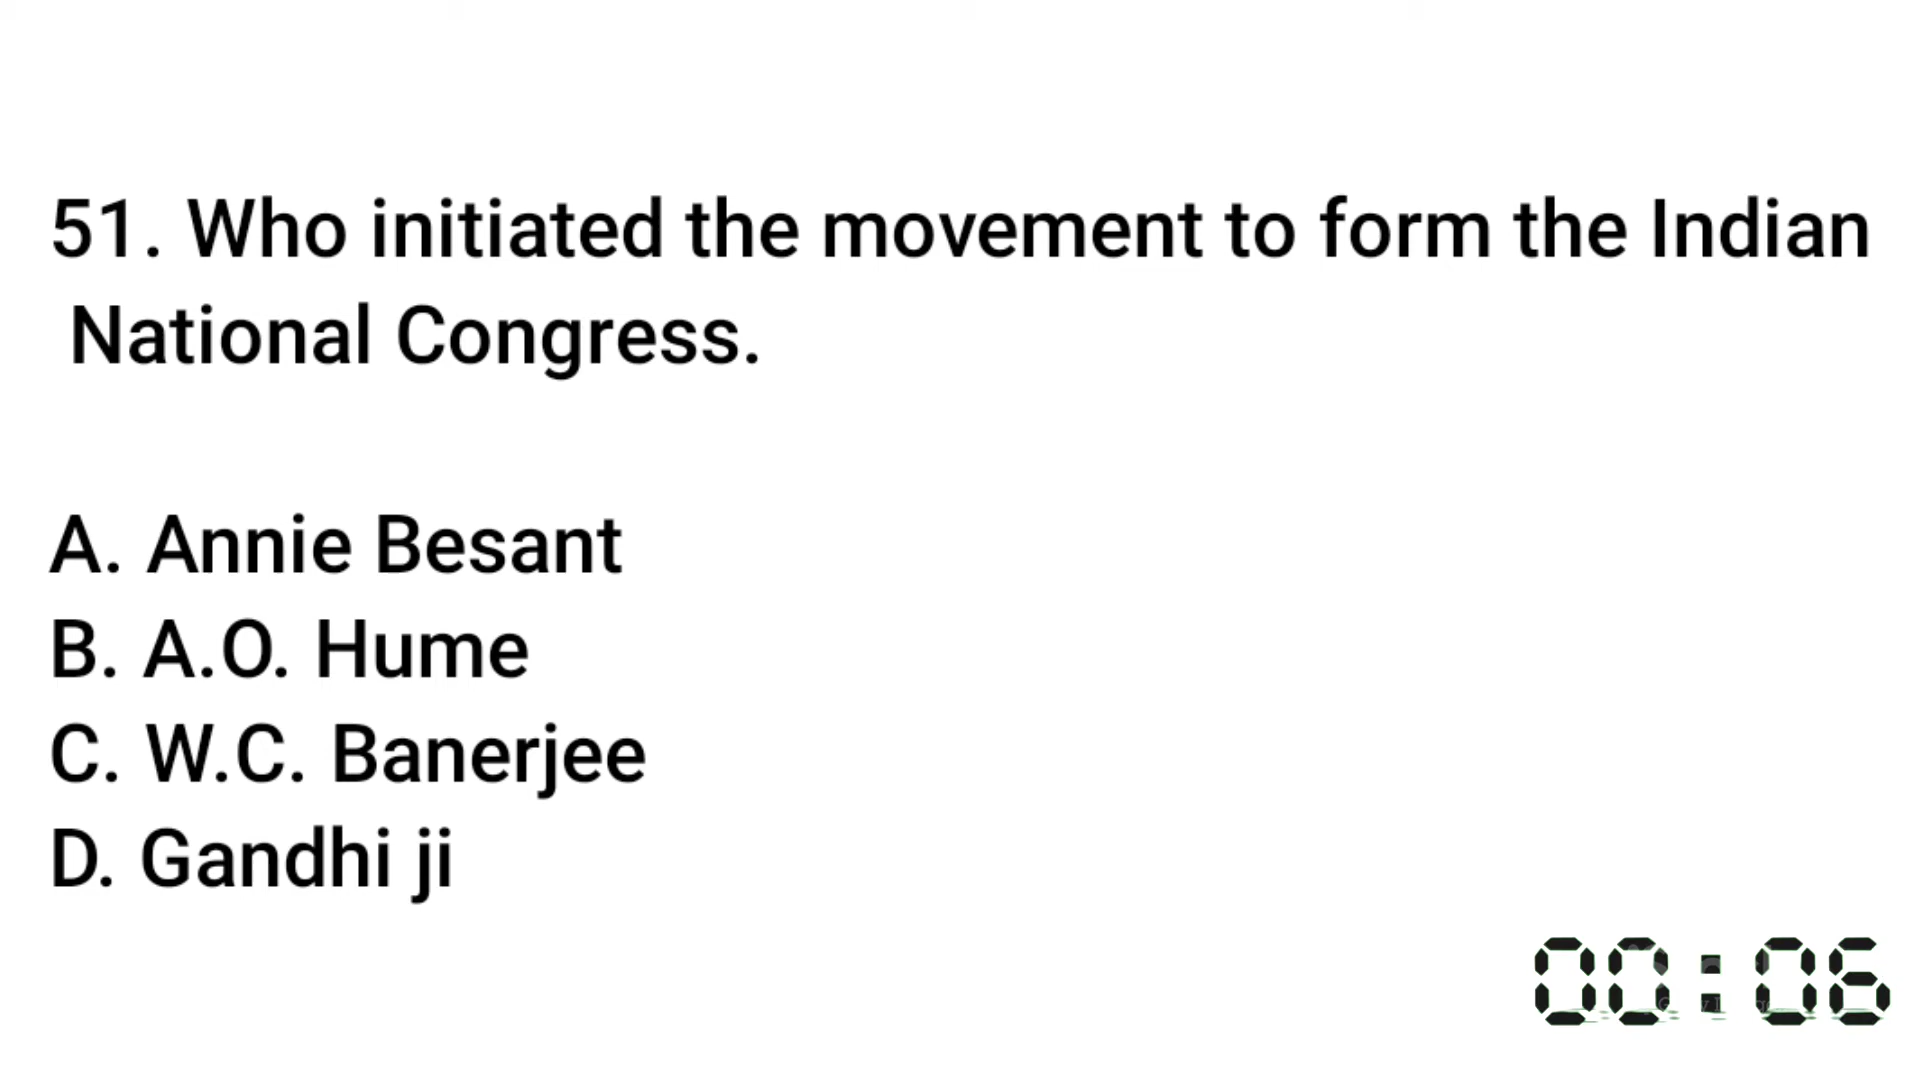 51. Who initiated the movement to form the Indian
National Congress.
A. Annie Besant
B. A.O. Hume
C. W.C. Banerjee
D. Gandhi ji
00:06